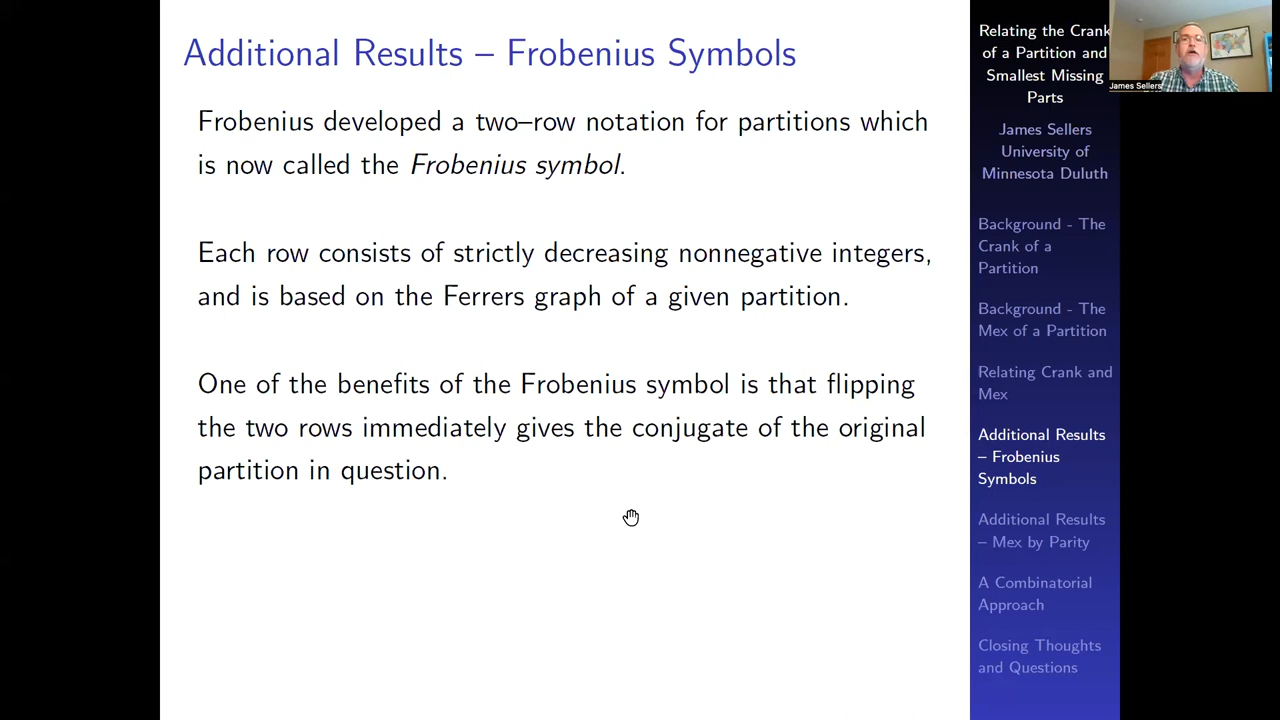 Additional Results – Frobenius Symbols
Frobenius developed a two–row notation for partitions which
is now called the Frobenius symbol.
Each row consists of strictly decreasing nonnegative integers,
and is based on the Ferrers graph of a given partition.
One of the benefits of the Frobenius symbol is that flipping
the two rows immediately gives the conjugate of the original
partition in question.
Relating the Crank
of a Partition and
Smallest Missing
Parts
James Sellers
University of
Minnesota Duluth
Background - The
Crank of a
Partition
Background - The
Mex of a Partition
Relating Crank and
Mex
Additional Results
– Frobenius
Symbols
Additional Results
– Mex by Parity
A Combinatorial
Approach
Closing Thoughts
and Questions
James Sellers